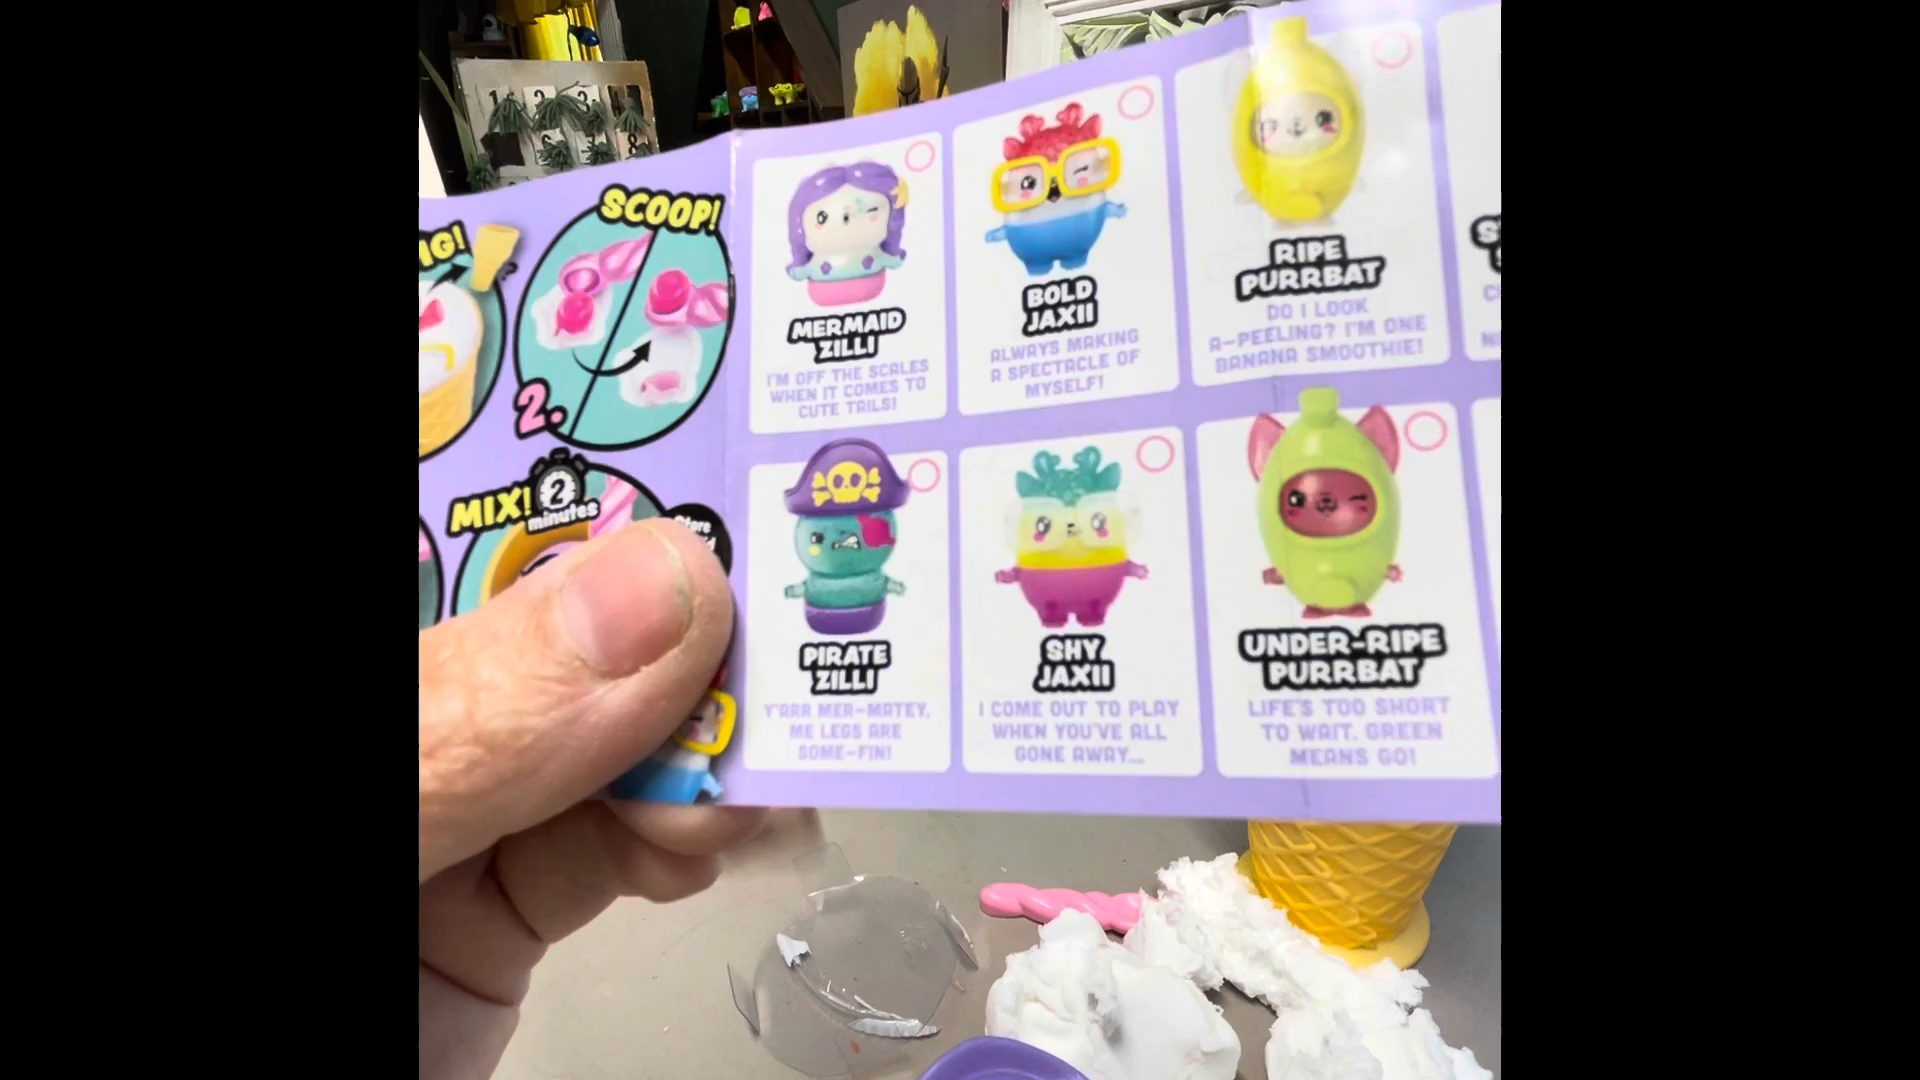 SCOOP!
2.
MIX!
2
minutes
MERMAID
ZILLI
I'M OFF THE SCALES
WHEN IT COMES TO
CUTE TAILS!
BOLD
JAXII
ALWAYS MAKING
A SPECTACLE OF
MYSELF!
RIPE
PURRBAT
DO I LOOK
A-PEELING? I'M ONE
BANANA SMOOTHIE!
PIRATE
ZILLI
Y'ARR MER-MATEY,
ME LEGS ARE
SOME-FIN!
SHY
JAXII
I COME OUT TO PLAY
WHEN YOU'VE ALL
GONE AWAY...
UNDER-RIPE
PURRBAT
LIFE'S TOO SHORT
TO WAIT. GREEN
MEANS GO!